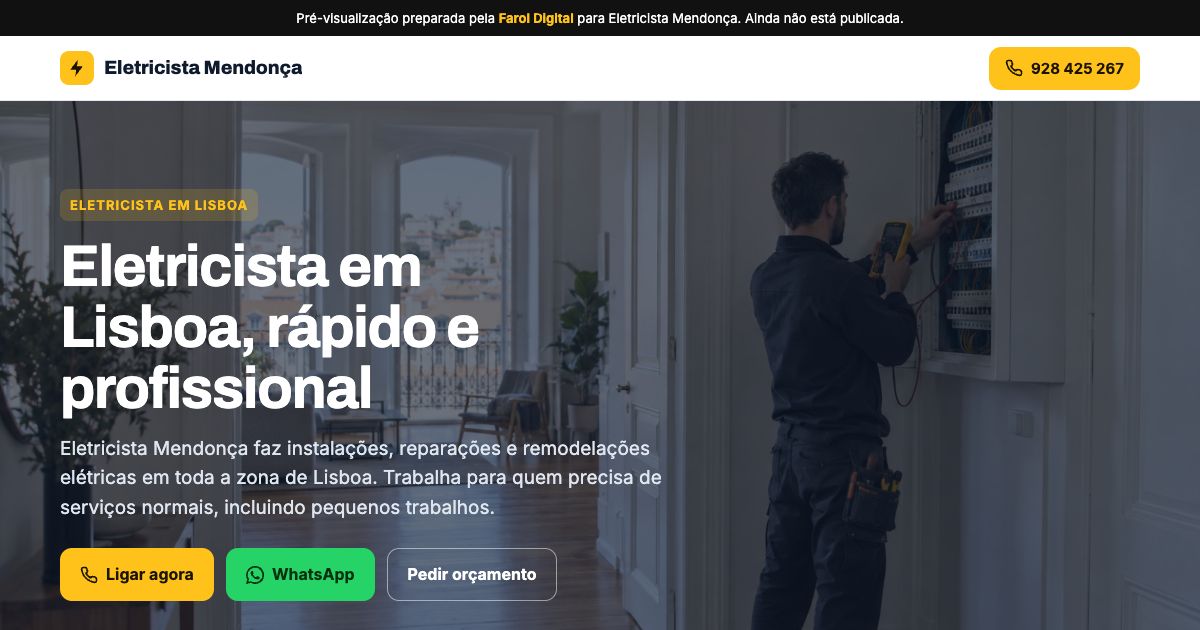 Pré-visualização preparada pela Farol Digital para Eletricista Mendonça. Ainda não está publicada.
Eletricista Mendonça
928 425 267
ELETRICISTA EM LISBOA
Eletricista em
Lisboa, rápido e
profissional
Eletricista Mendonça faz instalações, reparações e remodelações
elétricas em toda a zona de Lisboa. Trabalha para quem precisa de
serviços normais, incluindo pequenos trabalhos.
Ligar agora
WhatsApp
Pedir orçamento